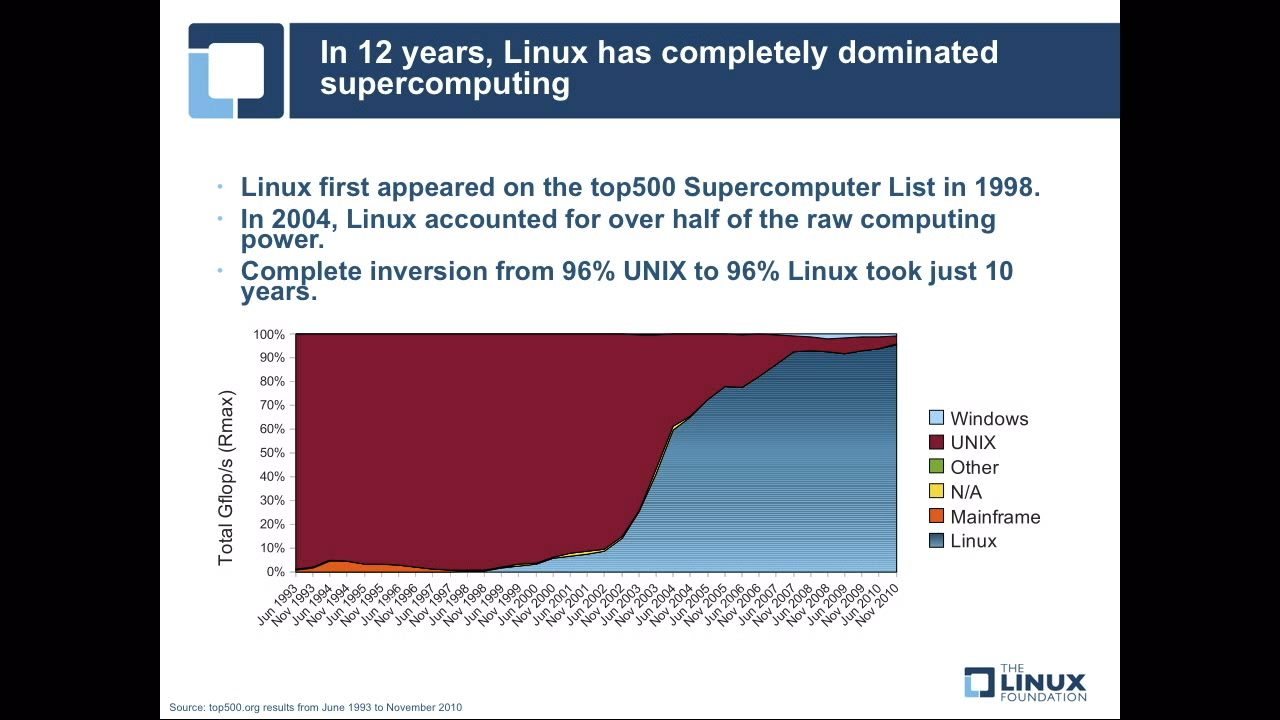 In 12 years, Linux has completely dominated
supercomputing
Linux first appeared on the top500 Supercomputer List in 1998.
In 2004, Linux accounted for over half of the raw computing
power.
Complete inversion from 96% UNIX to 96% Linux took just 10
years.
Total Gflop/s (Rmax)
100%
90%
80%
70%
60%
50%
40%
30%
20%
10%
0%
Jun 1993
Nov 1993
Jun 1994
Nov 1994
Jun 1995
Nov 1995
Jun 1996
Nov 1996
Jun 1997
Nov 1997
Jun 1998
Nov 1998
Jun 1999
Nov 1999
Jun 2000
Nov 2000
Jun 2001
Nov 2001
Jun 2002
Nov 2002
Jun 2003
Nov 2003
Jun 2004
Nov 2004
Jun 2005
Nov 2005
Jun 2006
Nov 2006
Jun 2007
Nov 2007
Jun 2008
Nov 2008
Jun 2009
Nov 2009
Jun 2010
Nov 2010
Windows
UNIX
Other
N/A
Mainframe
Linux
THE
LINUX
FOUNDATION
Source: top500.org results from June 1993 to November 2010